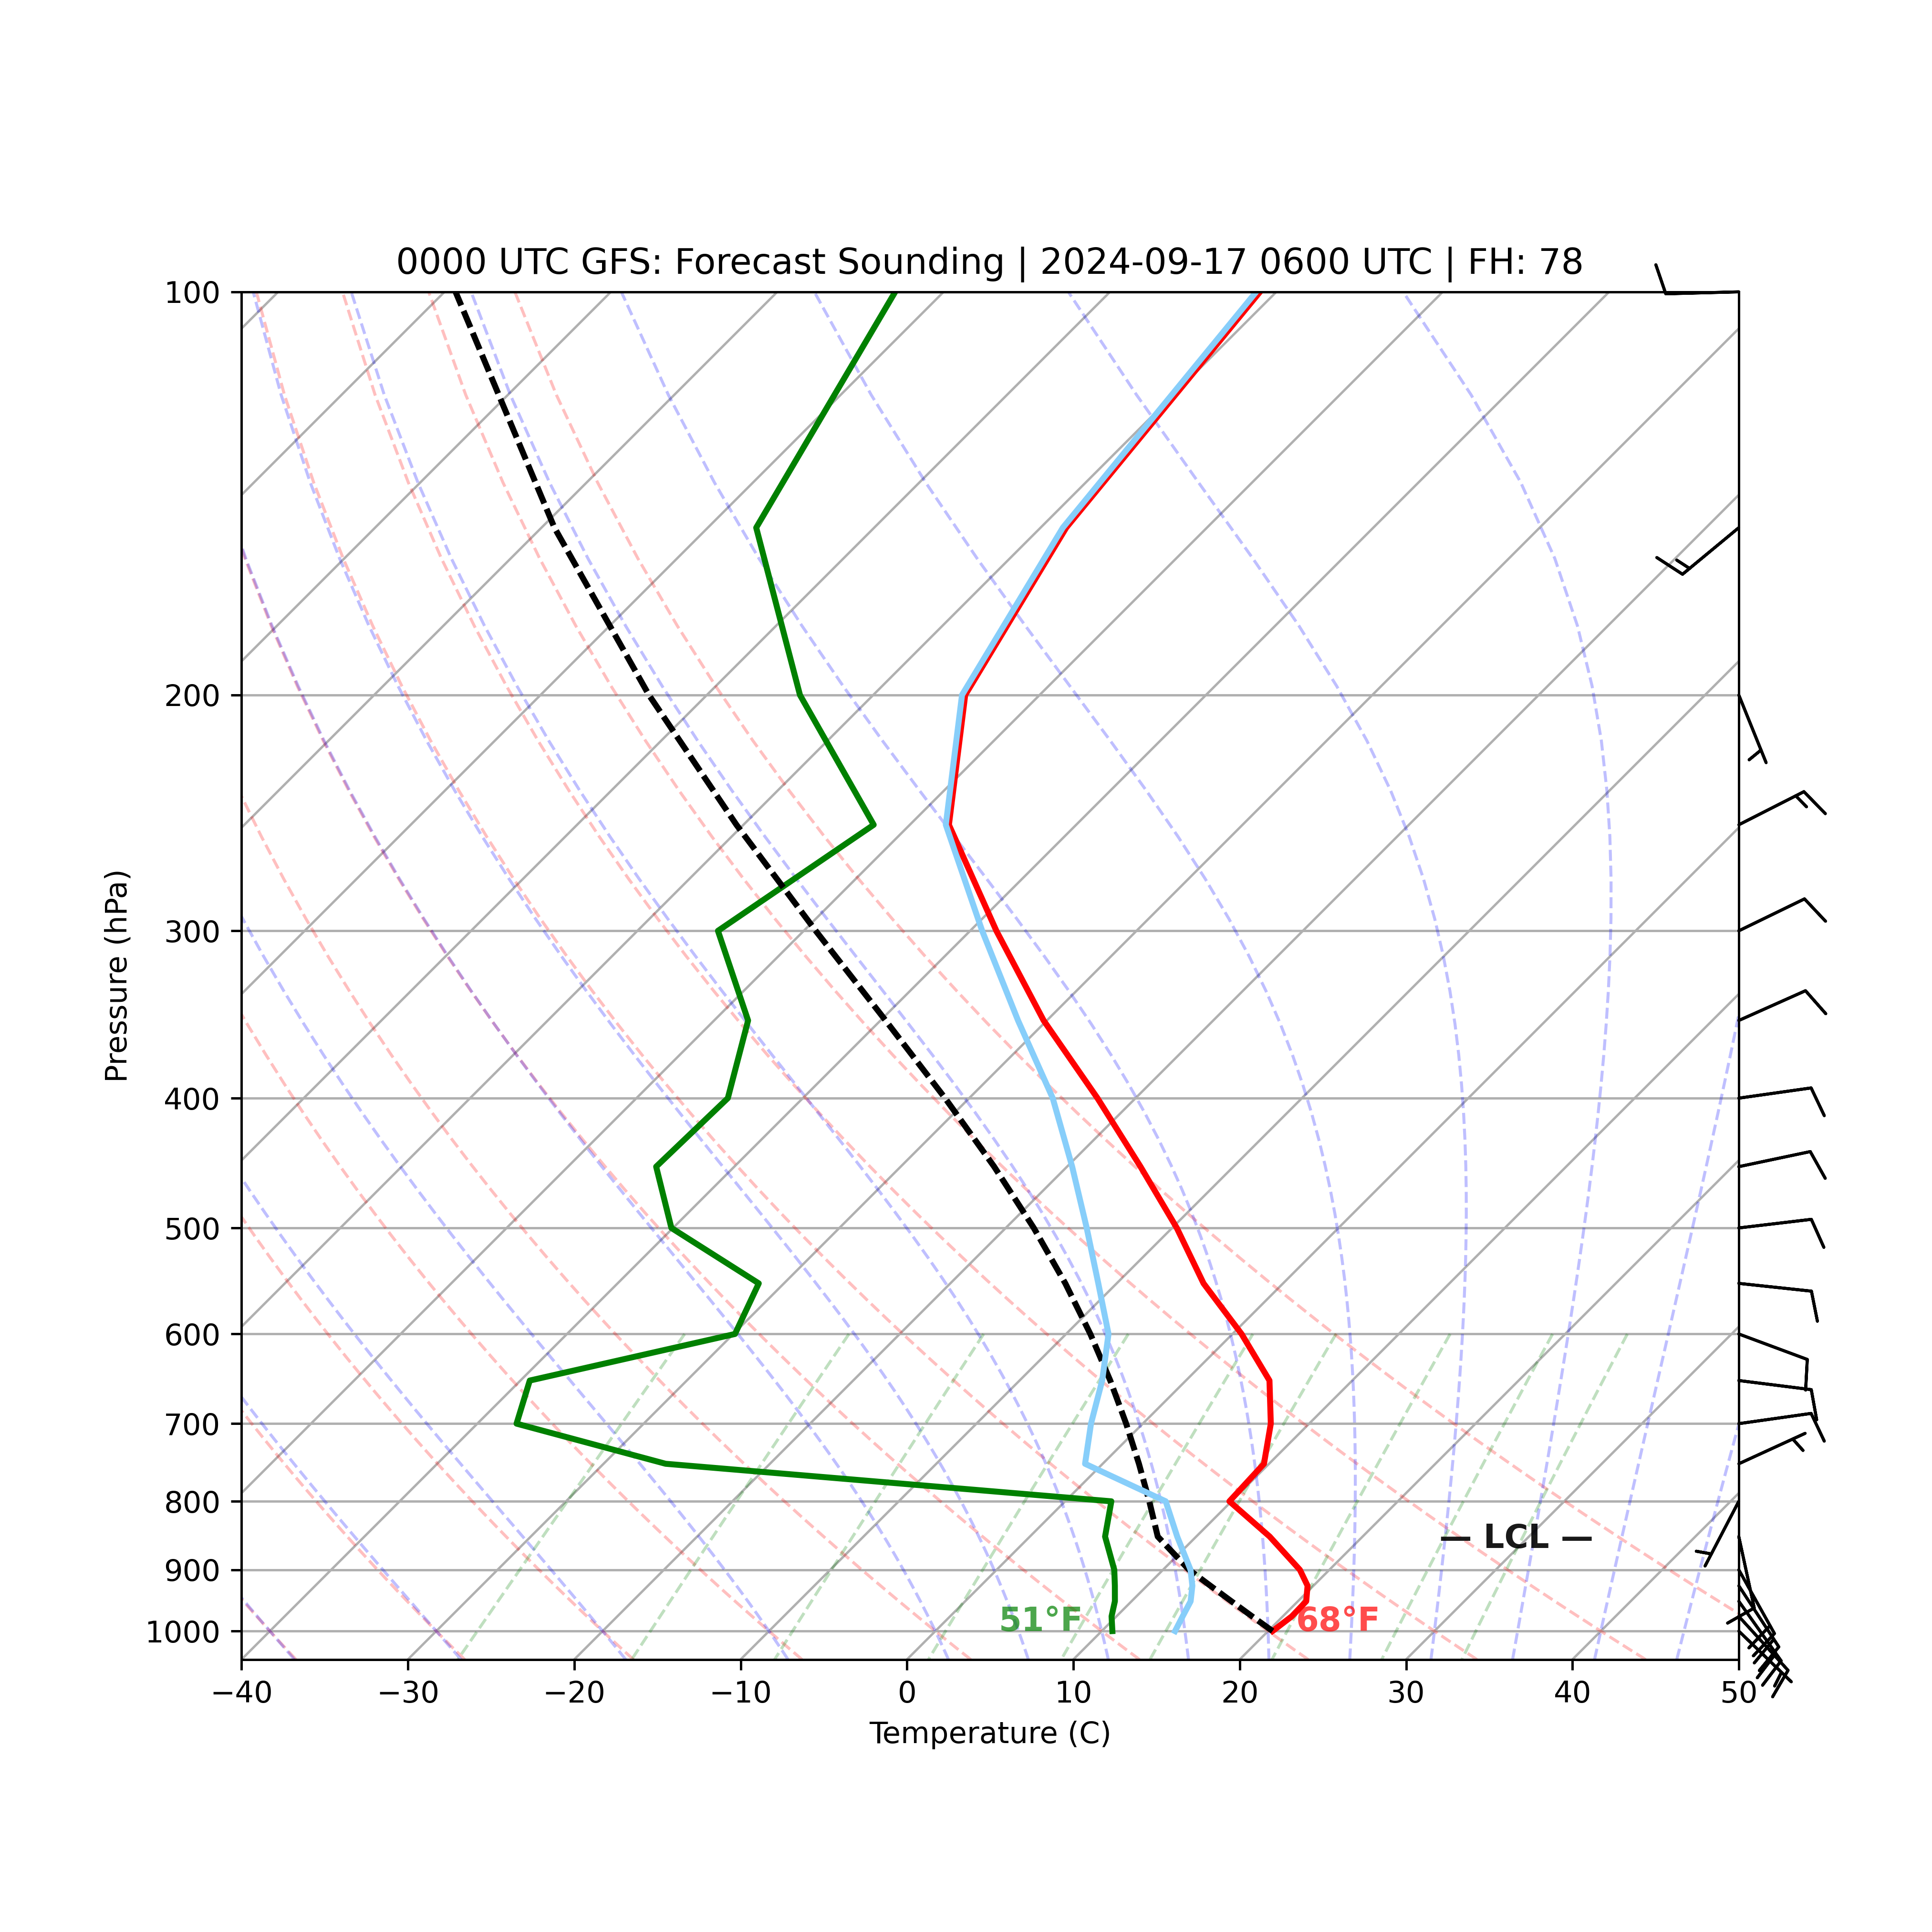 0000 UTC GFS: Forecast Sounding | 2024-09-17 0600 UTC | FH: 78
100
200
300
400
500
600
700
800
900
1000
Pressure (hPa)
— LCL —
51°F
68°F
−40 −30 −20 −10 0 10 20 30 40 50
Temperature (C)